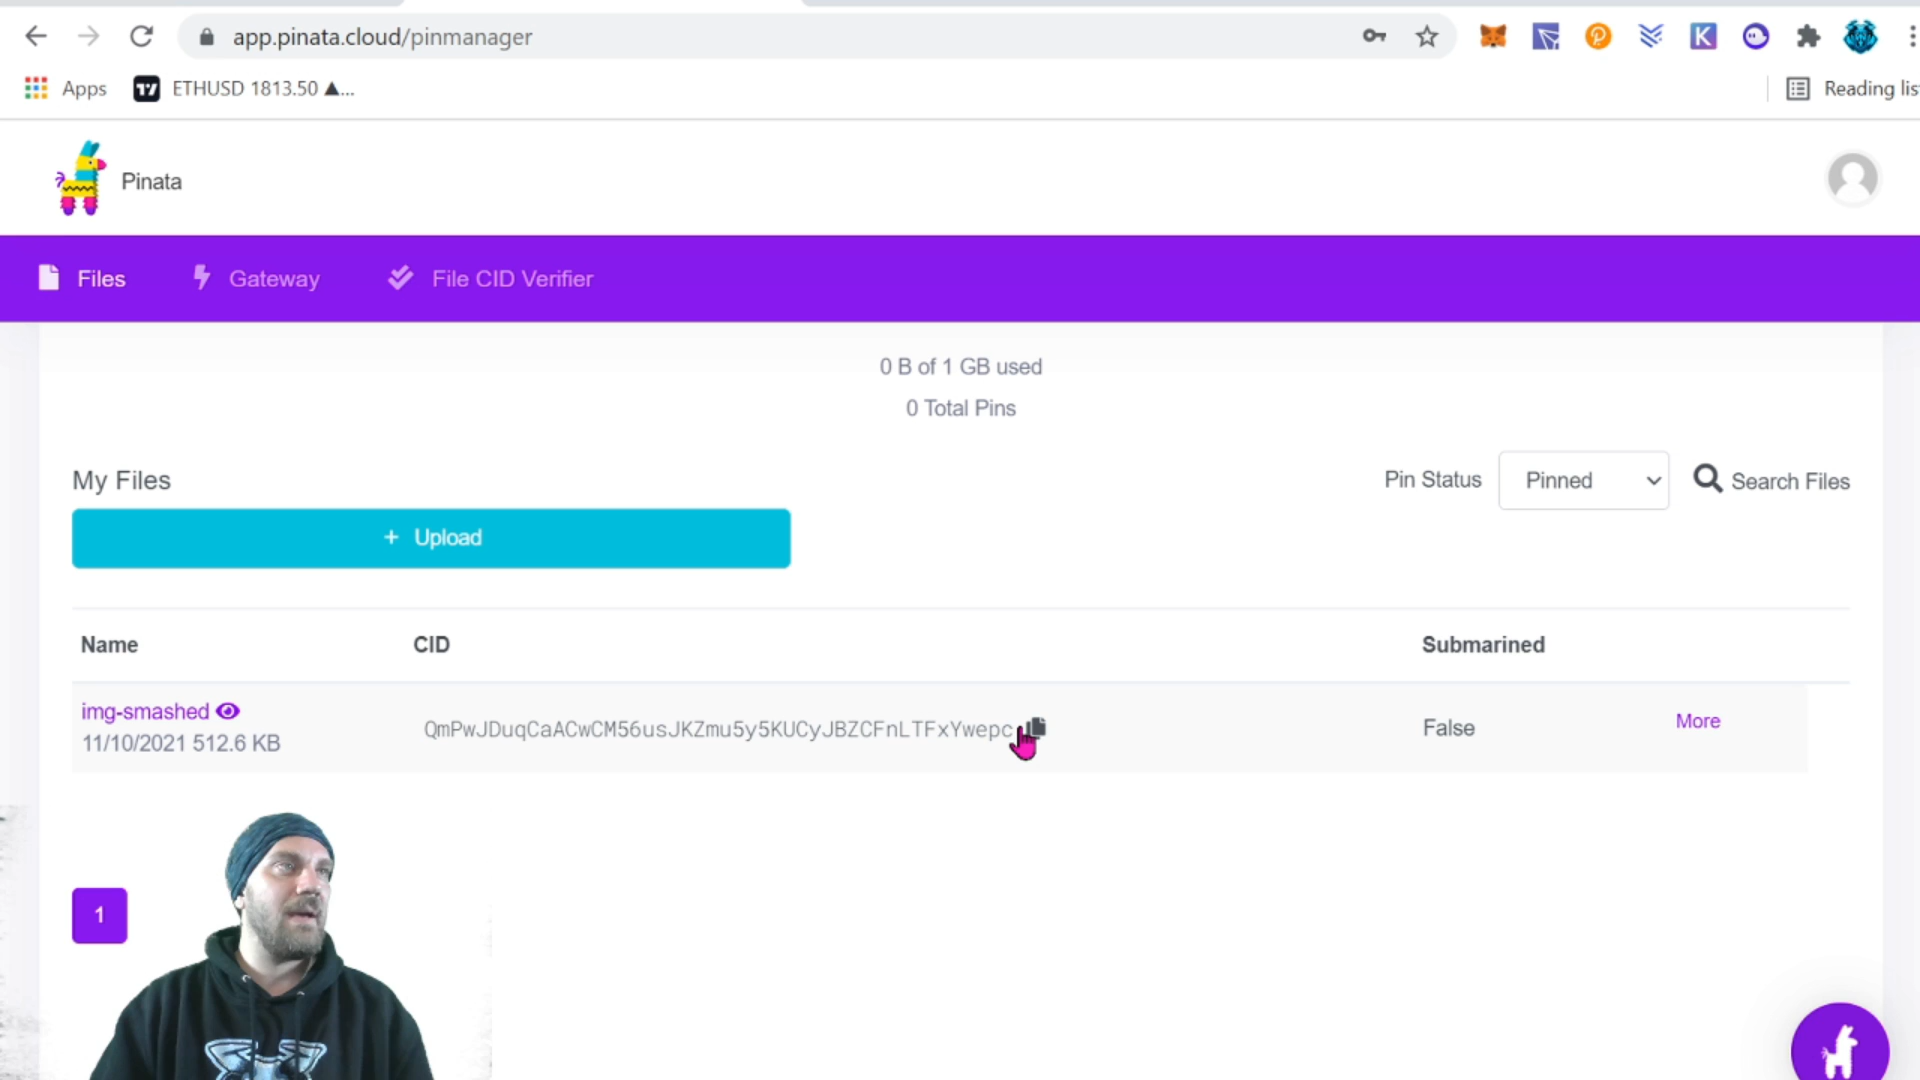 app.pinata.cloud/pinmanager
Apps
ETHUSD 1813.50 ▲...
Reading lis
Pinata
Files
Gateway
File CID Verifier
0 B of 1 GB used
0 Total Pins
My Files
Pin Status
Pinned
Search Files
+ Upload
Name
CID
Submarined
img-smashed
QmPwJDuqCaACwCM56usJKZmu5y5KUCyJBZCFnLTFxYwepc
False
More
11/10/2021 512.6 KB
1